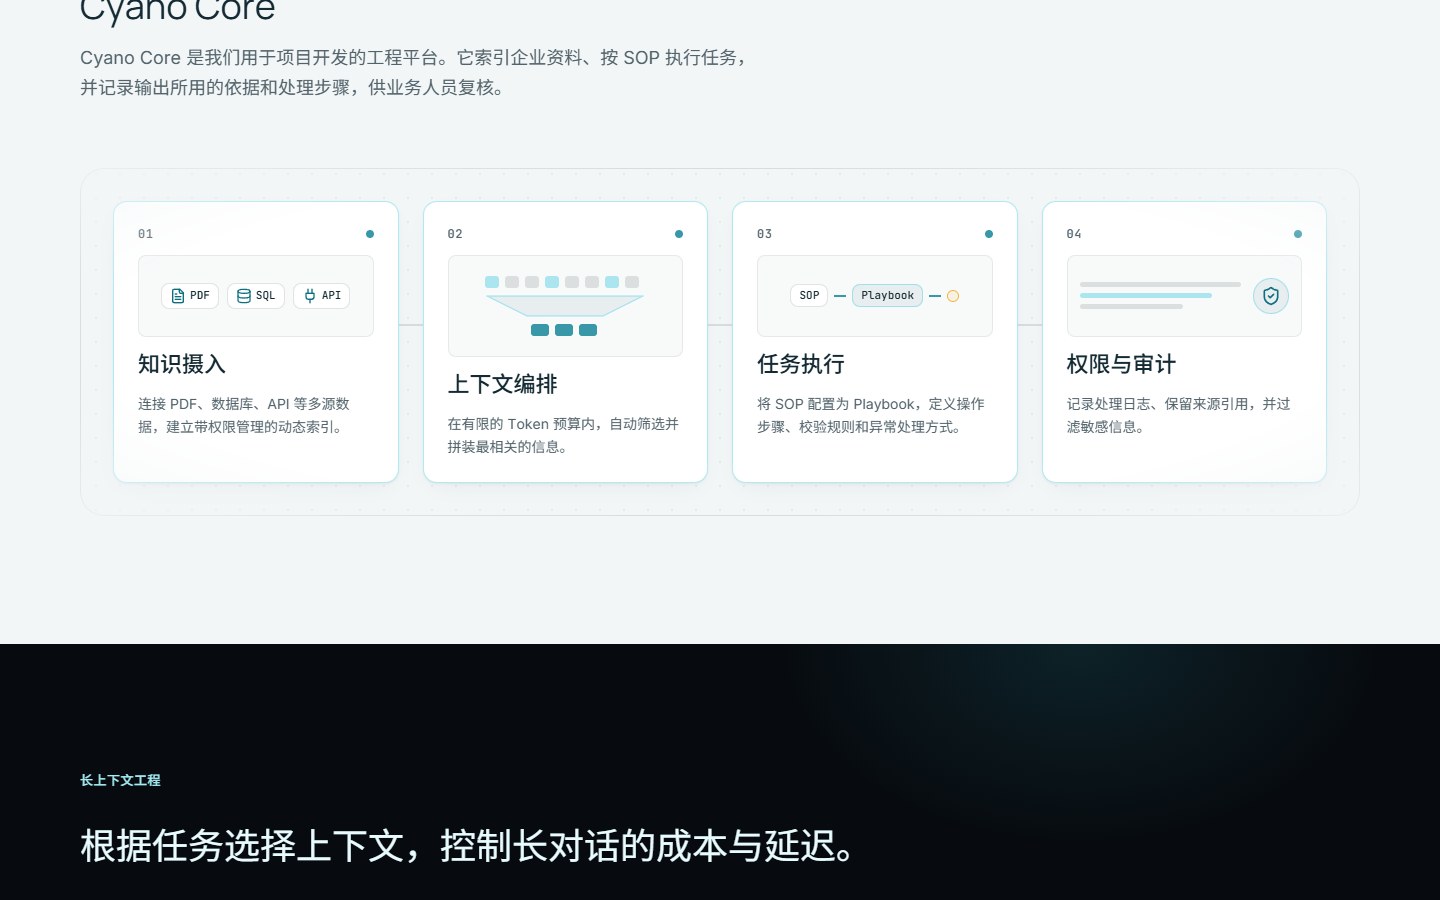 Cyano Core
Cyano Core 是我们用于项目开发的工程平台。它索引企业资料、按 SOP 执行任务，
并记录输出所用的依据和处理步骤，供业务人员复核。
01
PDF
SQL
API
知识摄入
连接 PDF、数据库、API 等多源数
据，建立带权限管理的动态索引。
02
上下文编排
在有限的 Token 预算内，自动筛选并
拼装最相关的信息。
03
SOP
Playbook
任务执行
将 SOP 配置为 Playbook，定义操作
步骤、校验规则和异常处理方式。
04
权限与审计
记录处理日志、保留来源引用，并过
滤敏感信息。
长上下文工程
根据任务选择上下文，控制长对话的成本与延迟。